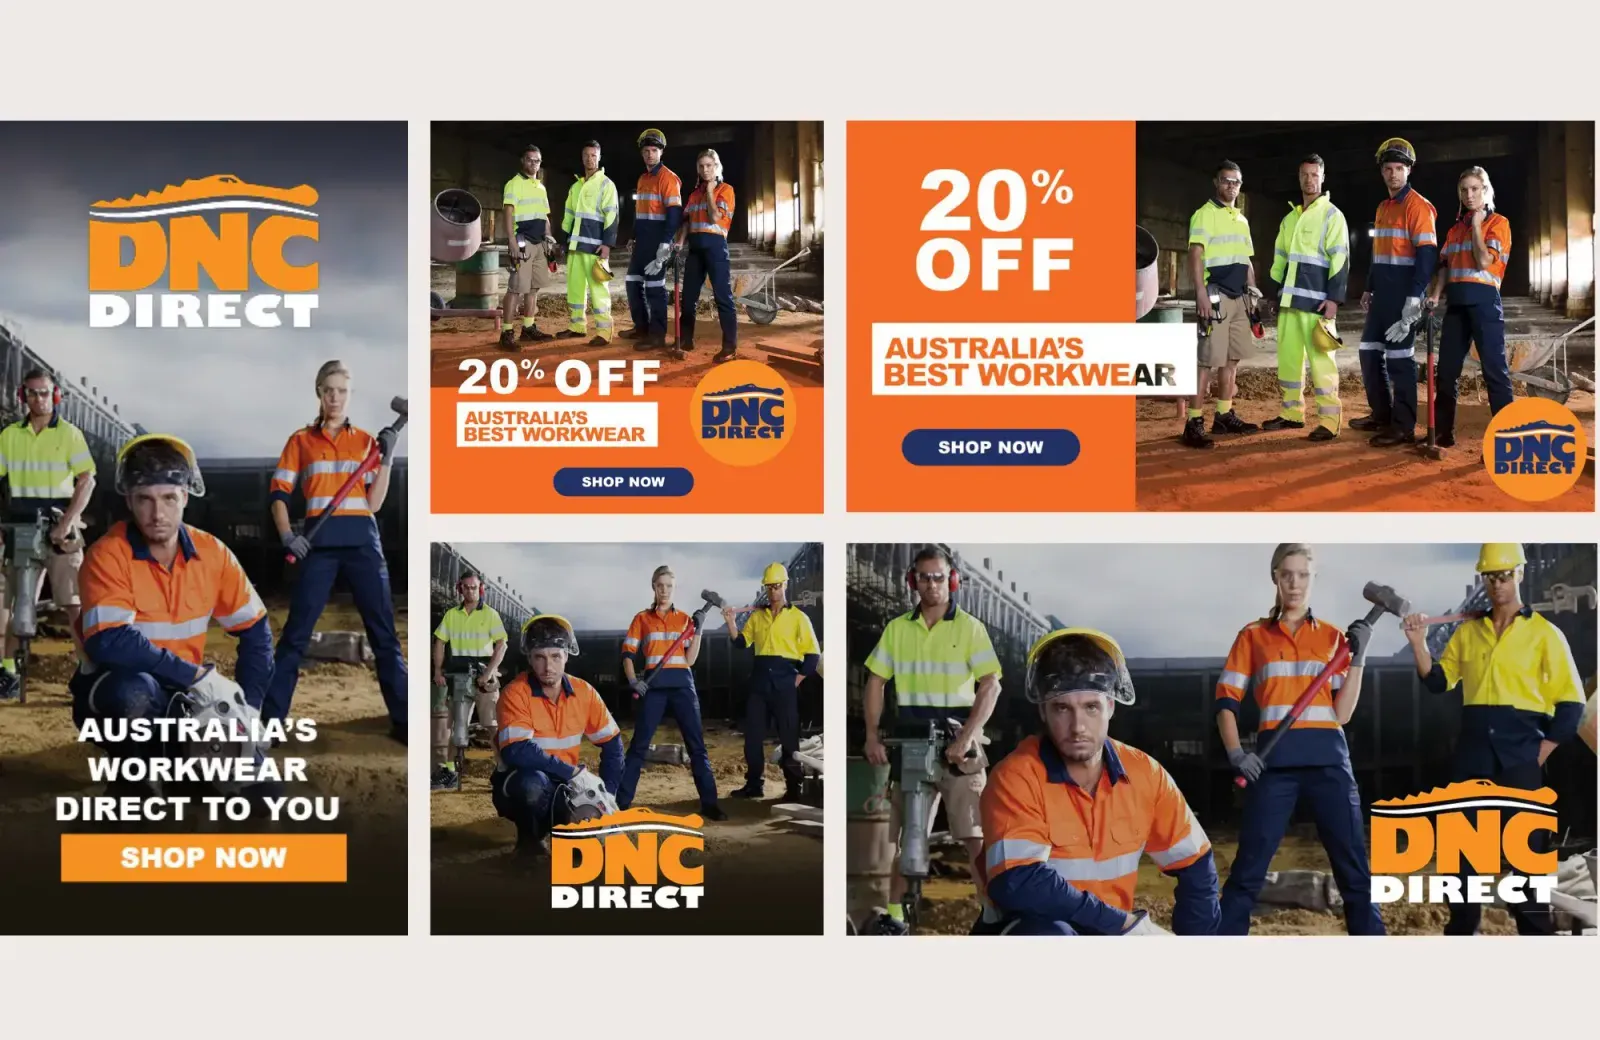 DNC
DIRECT
AUSTRALIA'S
WORKWEAR
DIRECT TO YOU
SHOP NOW
20% OFF
AUSTRALIA'S
BEST WORKWEAR
DNC
DIRECT
SHOP NOW
20%
OFF
AUSTRALIA'S
BEST WORKWEAR
SHOP NOW
DNC
DIRECT
DNC
DIRECT
DNC
DIRECT